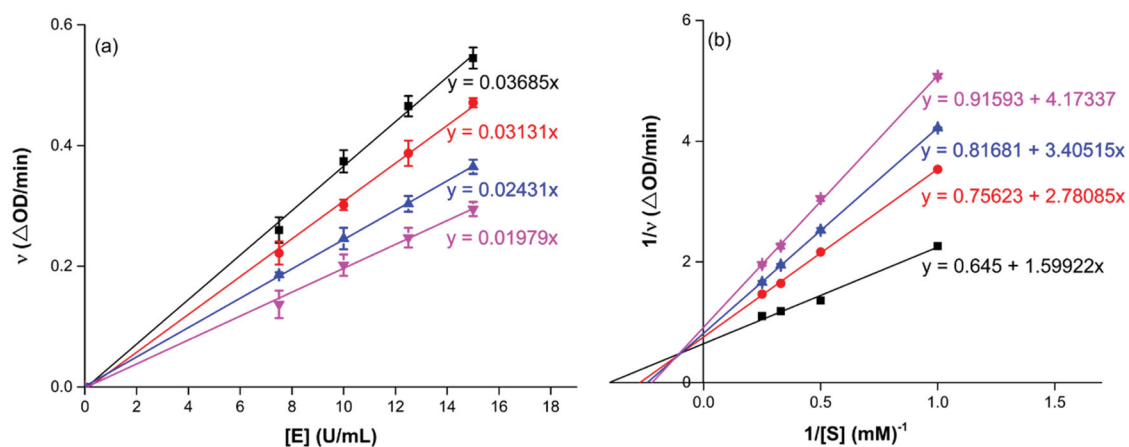 (a)
0.6
0.4
0.2
0.0
ν (△OD/min)
y = 0.03685x
y = 0.03131x
y = 0.02431x
y = 0.01979x
0 2 4 6 8 10 12 14 16 18
[E] (U/mL)
(b)
6
4
2
0
1/ν (△OD/min)
y = 0.91593 + 4.17337
y = 0.81681 + 3.40515x
y = 0.75623 + 2.78085x
y = 0.645 + 1.59922x
0.0 0.5 1.0 1.5
1/[S] (mM)⁻¹